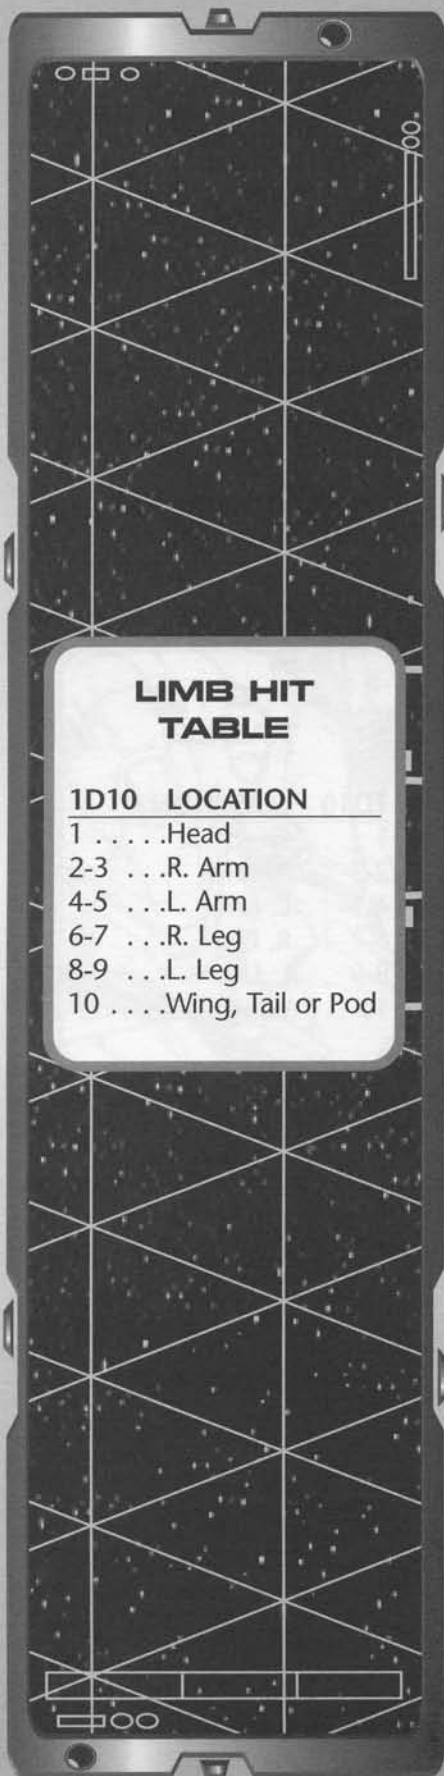 LIMB HIT
TABLE
1D10 LOCATION
1 . . . . .Head
2-3 . . .R. Arm
4-5 . . .L. Arm
6-7 . . .R. Leg
8-9 . . .L. Leg
10 . . . .Wing, Tail or Pod